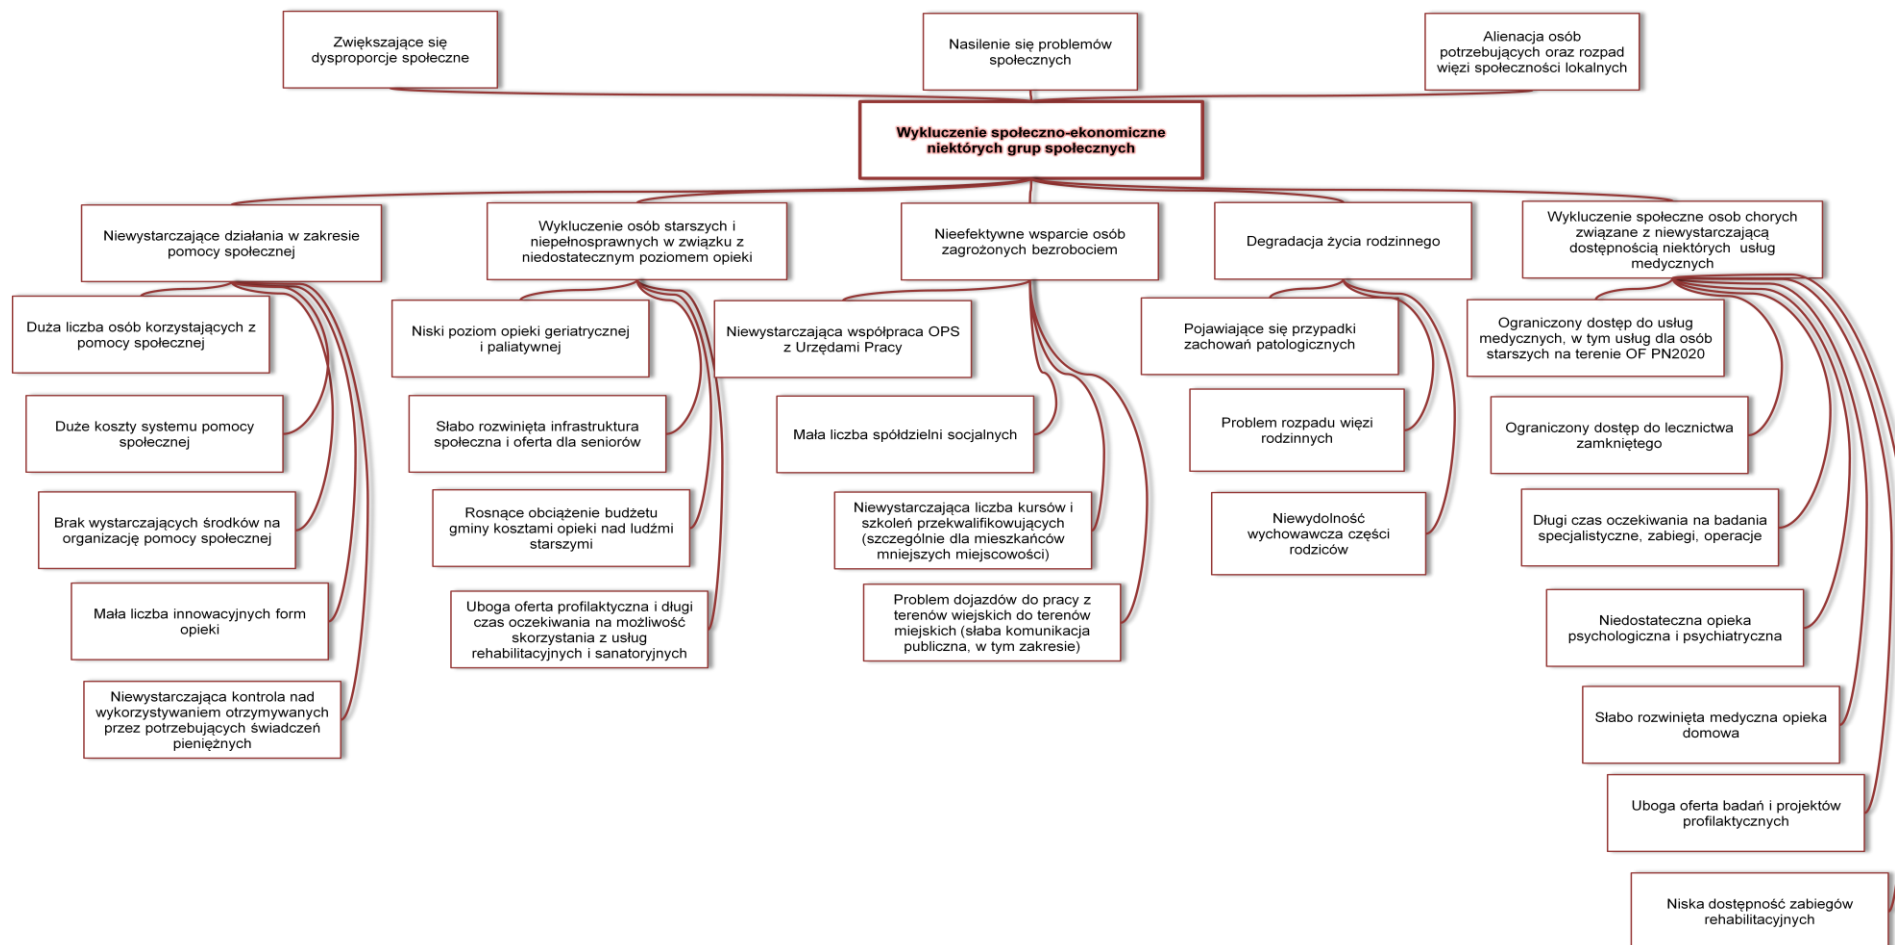 Zwiększające się
dysproporcje społeczne
Nasilenie się problemów
społecznych
Alienacja osób
potrzebujących oraz rozpad
więzi społeczności lokalnych
Wykluczenie społeczno-ekonomiczne
niektórych grup społecznych
Niewystarczające działania w zakresie
pomocy społecznej
Duża liczba osób korzystających z
pomocy społecznej
Duże koszty systemu pomocy
społecznej
Brak wystarczających środków na
organizację pomocy społecznej
Mała liczba innowacyjnych form
opieki
Niewystarczająca kontrola nad
wykorzystywaniem otrzymywanych
przez potrzebujących świadczeń
pieniężnych
Wykluczenie osób starszych i
niepełnosprawnych w związku z
niedostatecznym poziomem opieki
Niski poziom opieki geriatrycznej
i paliatywnej
Słabo rozwinięta infrastruktura
społeczna i oferta dla seniorów
Rosnące obciążenie budżetu
gminy kosztami opieki nad ludźmi
starszymi
Uboga oferta profilaktyczna i długi
czas oczekiwania na możliwość
skorzystania z usług
rehabilitacyjnych i sanatoryjnych
Nieefektywne wsparcie osób
zagrożonych bezrobociem
Niewystarczająca współpraca OPS
z Urzędami Pracy
Mała liczba spółdzielni socjalnych
Niewystarczająca liczba kursów i
szkoleń przekwalifikowujących
(szczególnie dla mieszkańców
mniejszych miejscowości)
Problem dojazdów do pracy z
terenów wiejskich do terenów
miejskich (słaba komunikacja
publiczna, w tym zakresie)
Degradacja życia rodzinnego
Pojawiające się przypadki
zachowań patologicznych
Problem rozpadu więzi
rodzinnych
Niewydolność
wychowawcza części
rodziców
Wykluczenie społeczne osob chorych
związane z niewystarczającą
dostępnością niektórych usług
medycznych
Ograniczony dostęp do usług
medycznych, w tym usług dla osób
starszych na terenie OF PN2020
Ograniczony dostęp do lecznictwa
zamkniętego
Długi czas oczekiwania na badania
specjalistyczne, zabiegi, operacje
Niedostateczna opieka
psychologiczna i psychiatryczna
Słabo rozwinięta medyczna opieka
domowa
Uboga oferta badań i projektów
profilaktycznych
Niska dostępność zabiegów
rehabilitacyjnych